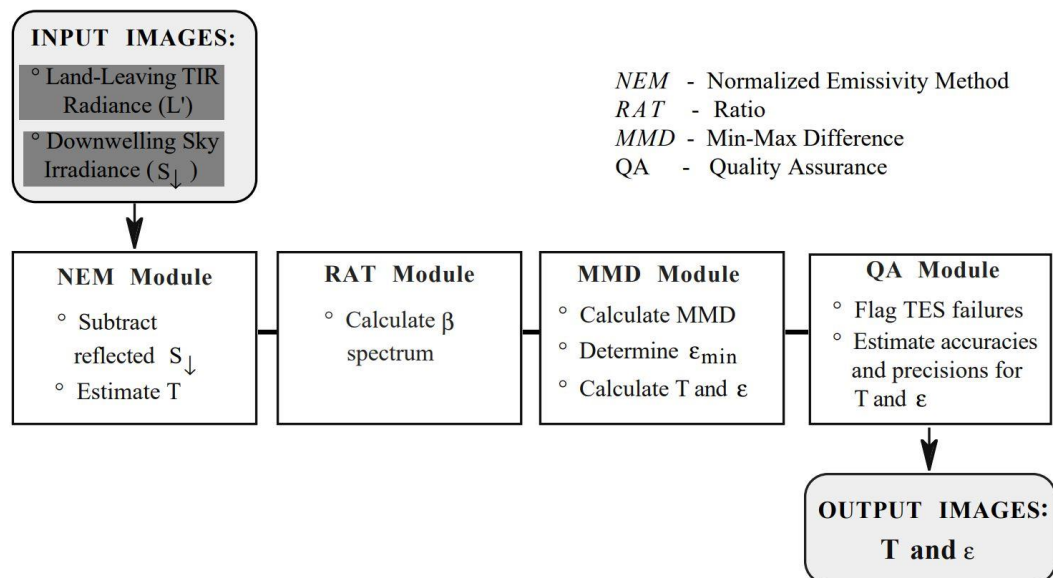 INPUT IMAGES:
° Land-Leaving TIR
Radiance (L')
° Downwelling Sky
Irradiance (S↓)
NEM - Normalized Emissivity Method
RAT - Ratio
MMD - Min-Max Difference
QA - Quality Assurance
NEM Module
° Subtract
reflected S↓
° Estimate T
RAT Module
° Calculate β
spectrum
MMD Module
° Calculate MMD
° Determine εmin
° Calculate T and ε
QA Module
° Flag TES failures
° Estimate accuracies
and precisions for
T and ε
OUTPUT IMAGES:
T and ε